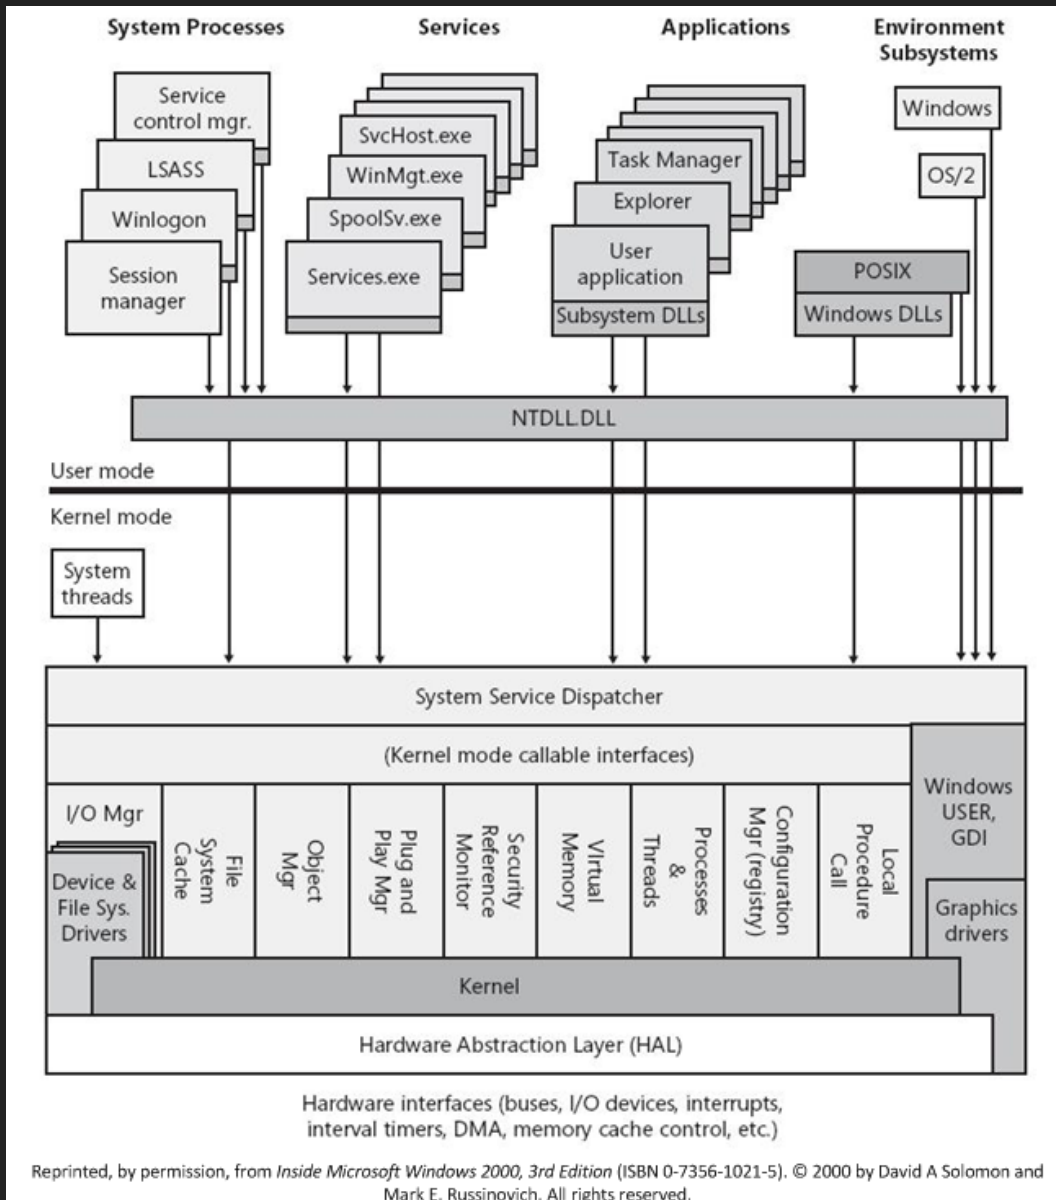 System Processes
Services
Applications
Environment
Subsystems
Service
control mgr.
LSASS
Winlogon
Session
manager
SvcHost.exe
WinMgt.exe
SpoolSv.exe
Services.exe
Task Manager
Explorer
User
application
Subsystem DLLs
Windows
OS/2
POSIX
Windows DLLs
NTDLL.DLL
User mode
Kernel mode
System
threads
System Service Dispatcher
(Kernel mode callable interfaces)
I/O Mgr
Device &
File Sys.
Drivers
File
System
Cache
Object
Mgr
Plug and
Play Mgr
Security
Reference
Monitor
VIrtual
Memory
Processes
&
Threads
Configuration
Mgr (registry)
Local
Procedure
Call
Windows
USER,
GDI
Graphics
drivers
Kernel
Hardware Abstraction Layer (HAL)
Hardware interfaces (buses, I/O devices, interrupts,
interval timers, DMA, memory cache control, etc.)
Reprinted, by permission, from Inside Microsoft Windows 2000, 3rd Edition (ISBN 0-7356-1021-5). © 2000 by David A Solomon and
Mark E. Russinovich. All rights reserved.